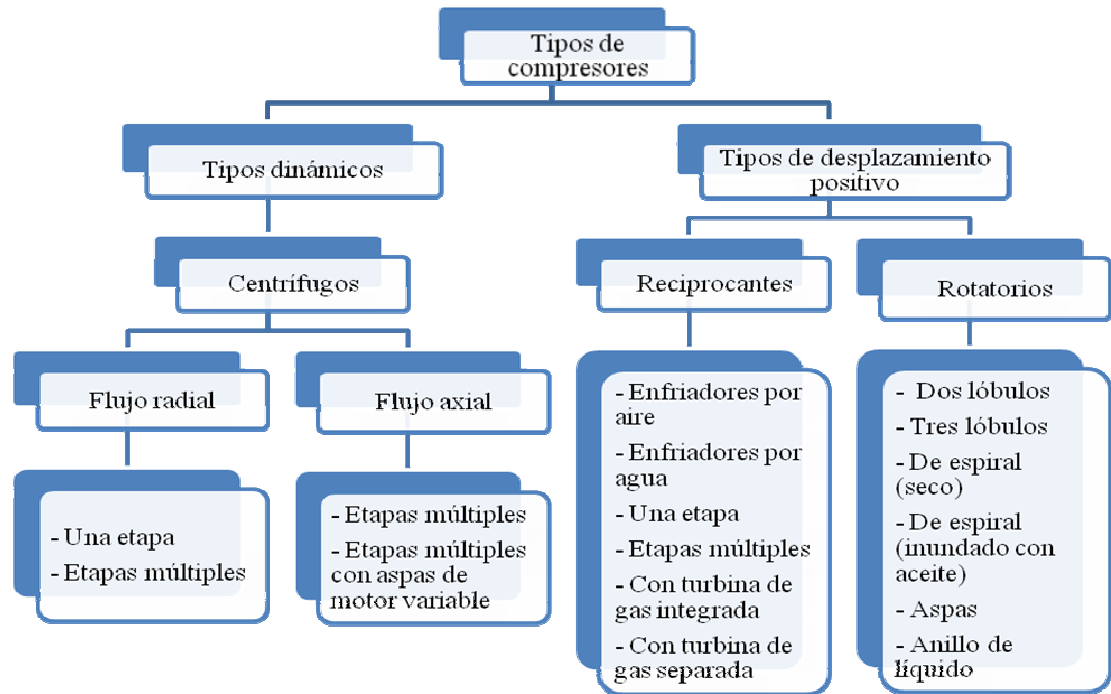 Tipos de
compresores
Tipos dinámicos
Tipos de desplazamiento
positivo
Centrífugos
Reciprocantes
Rotatorios
Flujo radial
Flujo axial
- Una etapa
- Etapas múltiples
- Etapas múltiples
- Etapas múltiples
con aspas de
motor variable
- Enfriadores por
aire
- Enfriadores por
agua
- Una etapa
- Etapas múltiples
- Con turbina de
gas integrada
- Con turbina de
gas separada
- Dos lóbulos
- Tres lóbulos
- De espiral
(seco)
- De espiral
(inundado con
aceite)
- Aspas
- Anillo de
líquido